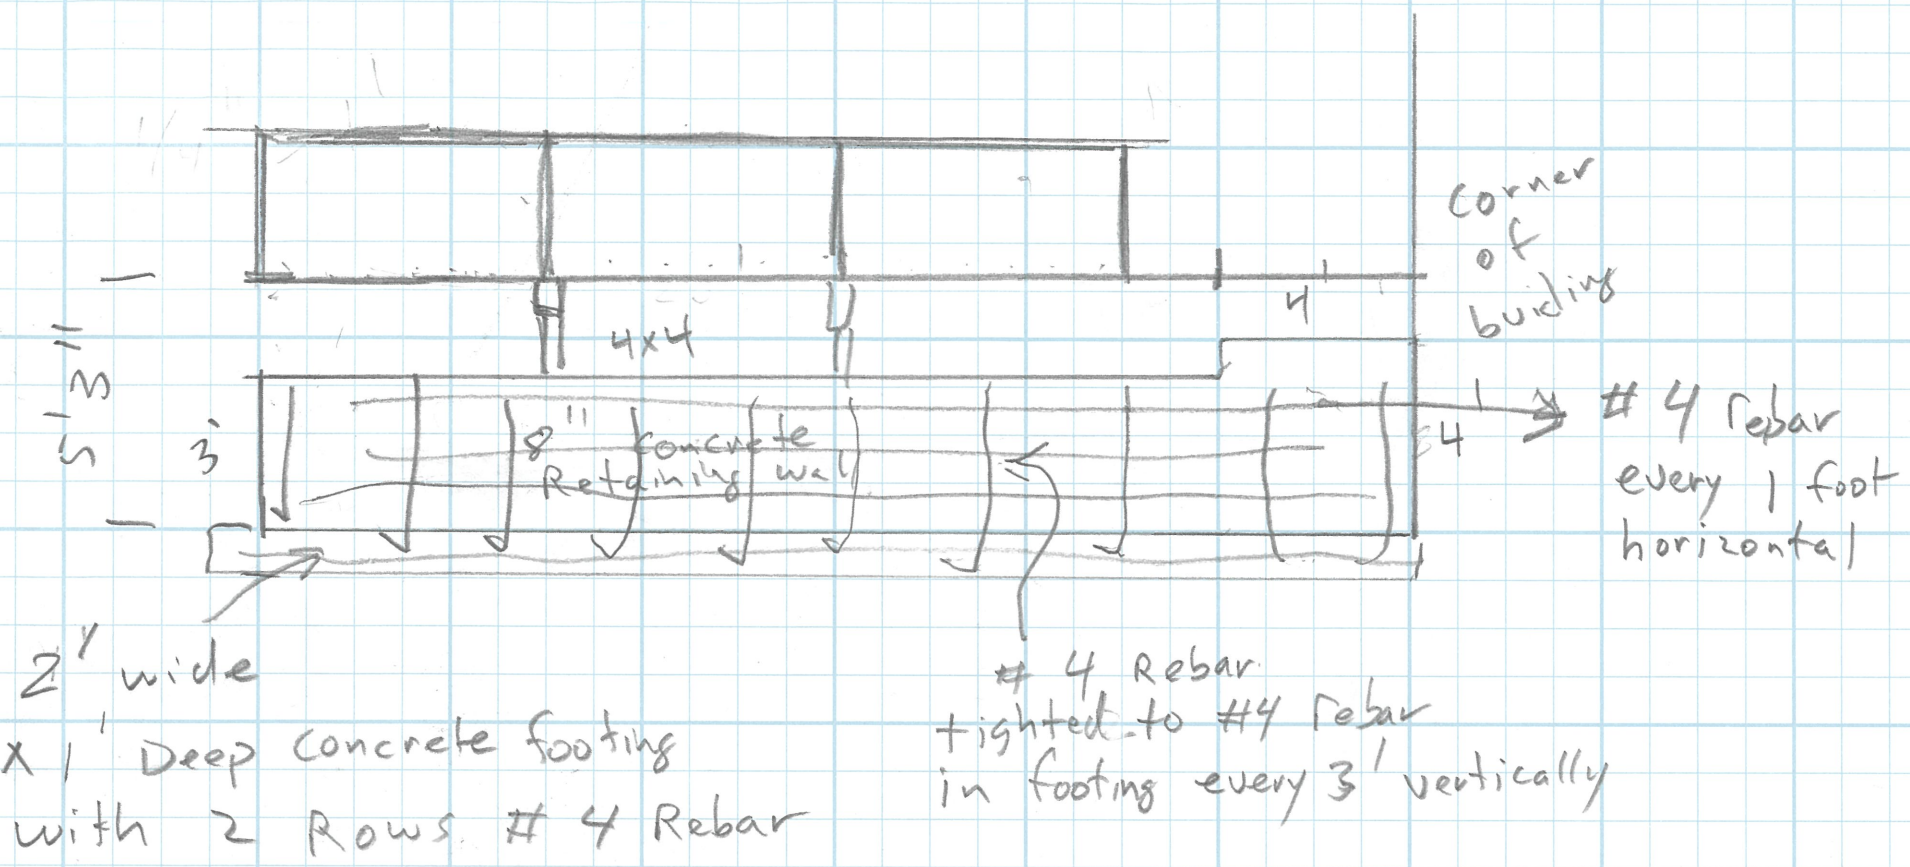 corner
of
buiding
4
4x4
5' 3"
3'
8" concrete
Retaining wall
4'
# 4 rebar
every 1 foot
horizontal
2' wide
x 1' Deep concrete footing
with 2 Rows # 4 Rebar
# 4 Rebar
tighted to #4 rebar
in footing every 3' vertically